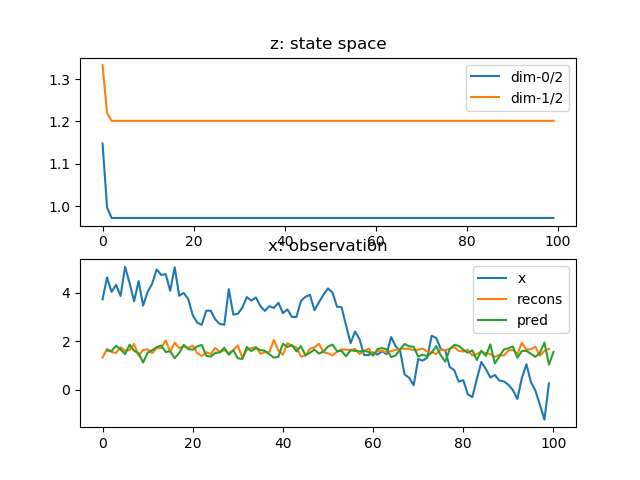 z: state space
1.3
1.2
1.1
1.0
dim-0/2
dim-1/2
0 20 40 60 80 100
x: observation
4
2
0
x
recons
pred
0 20 40 60 80 100